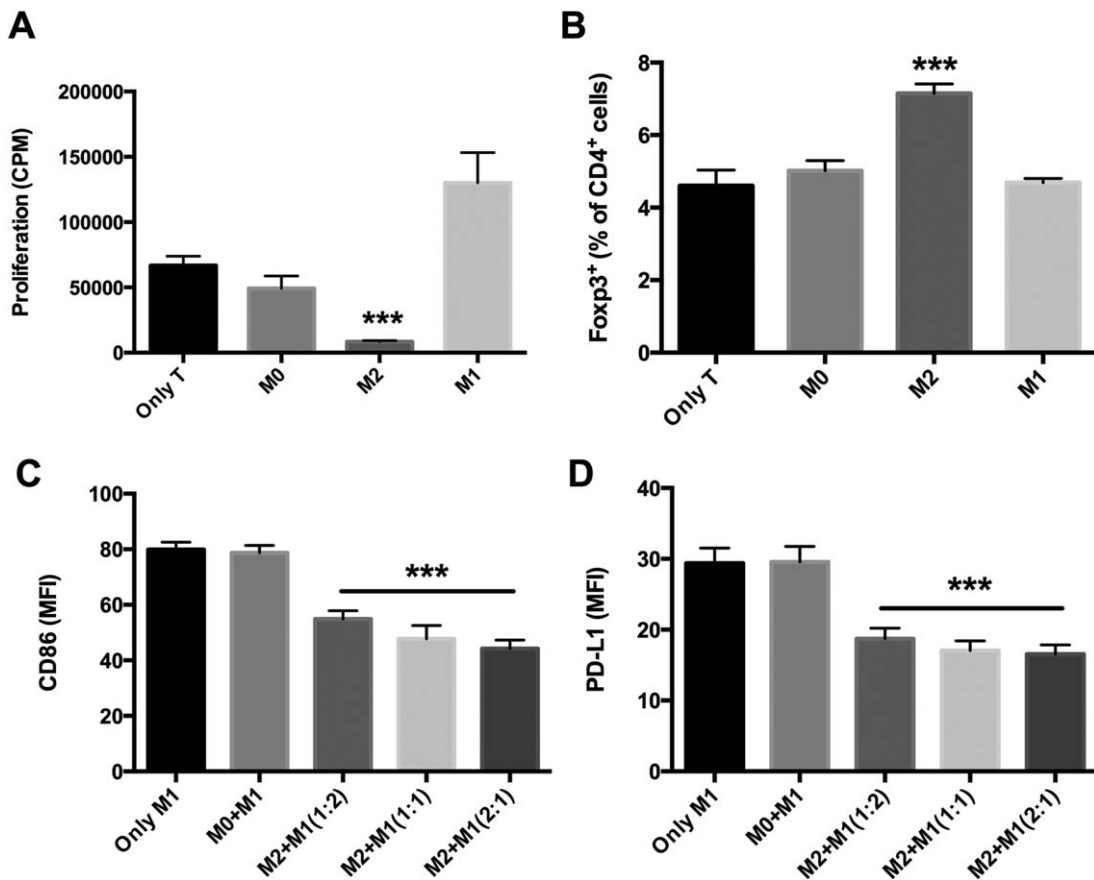 A
Proliferation (CPM)
200000
150000
100000
50000
0
***
Only T
M0
M2
M1
B
Foxp3⁺ (% of CD4⁺ cells)
8
6
4
2
0
***
Only T
M0
M2
M1
C
CD86 (MFI)
100
80
60
40
20
0
***
Only M1
M0+M1
M2+M1(1:2)
M2+M1(1:1)
M2+M1(2:1)
D
PD-L1 (MFI)
40
30
20
10
0
***
Only M1
M0+M1
M2+M1(1:2)
M2+M1(1:1)
M2+M1(2:1)